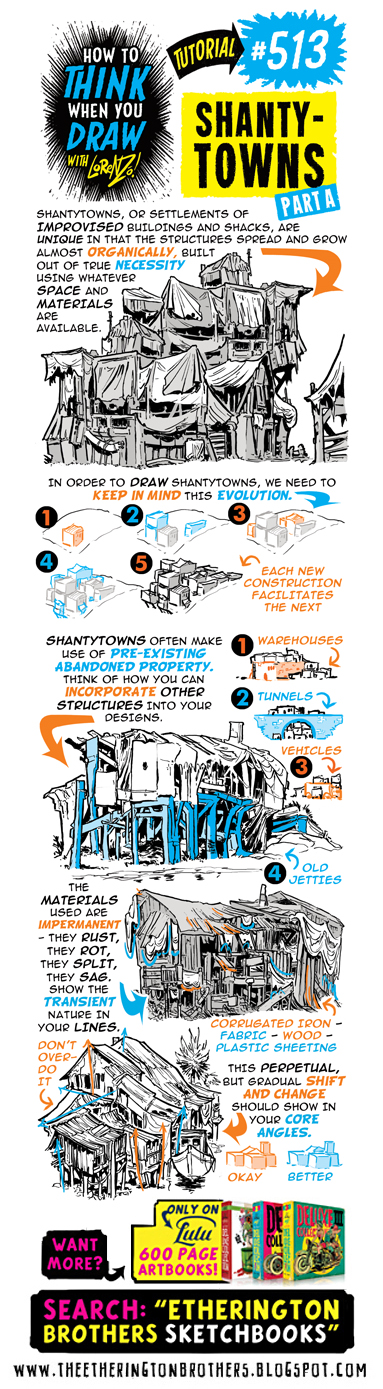 HOW TO
THINK
WHEN YOU
DRAW
WITH LORENZO!
TUTORIAL
#513
SHANTY-
TOWNS
PART A
SHANTYTOWNS, OR SETTLEMENTS OF
IMPROVISED BUILDINGS AND SHACKS, ARE
UNIQUE IN THAT THE STRUCTURES SPREAD AND GROW
ALMOST ORGANICALLY, BUILT
OUT OF TRUE NECESSITY
USING WHATEVER
SPACE AND
MATERIALS
ARE
AVAILABLE.
IN ORDER TO DRAW SHANTYTOWNS, WE NEED TO
KEEP IN MIND THIS EVOLUTION.
1
2
3
4
5
EACH NEW
CONSTRUCTION
FACILITATES
THE NEXT
SHANTYTOWNS OFTEN MAKE
USE OF PRE-EXISTING
ABANDONED PROPERTY.
THINK OF HOW YOU CAN
INCORPORATE OTHER
STRUCTURES INTO YOUR
DESIGNS.
1 WAREHOUSES
2 TUNNELS
VEHICLES
3
4 OLD
JETTIES
THE
MATERIALS
USED ARE
IMPERMANENT
- THEY RUST,
THEY ROT,
THEY SPLIT,
THEY SAG.
SHOW THE
TRANSIENT
NATURE IN
YOUR LINES.
CORRUGATED IRON -
FABRIC - WOOD -
PLASTIC SHEETING
DON'T
OVER-
DO
IT
THIS PERPETUAL,
BUT GRADUAL SHIFT
AND CHANGE
SHOULD SHOW IN
YOUR CORE
ANGLES.
OKAY
BETTER
WANT
MORE?
ONLY ON
Lulu
600 PAGE
ARTBOOKS!
SEARCH: "ETHERINGTON
BROTHERS SKETCHBOOKS"
WWW.THEETHERINGTONBROTHERS.BLOGSPOT.COM